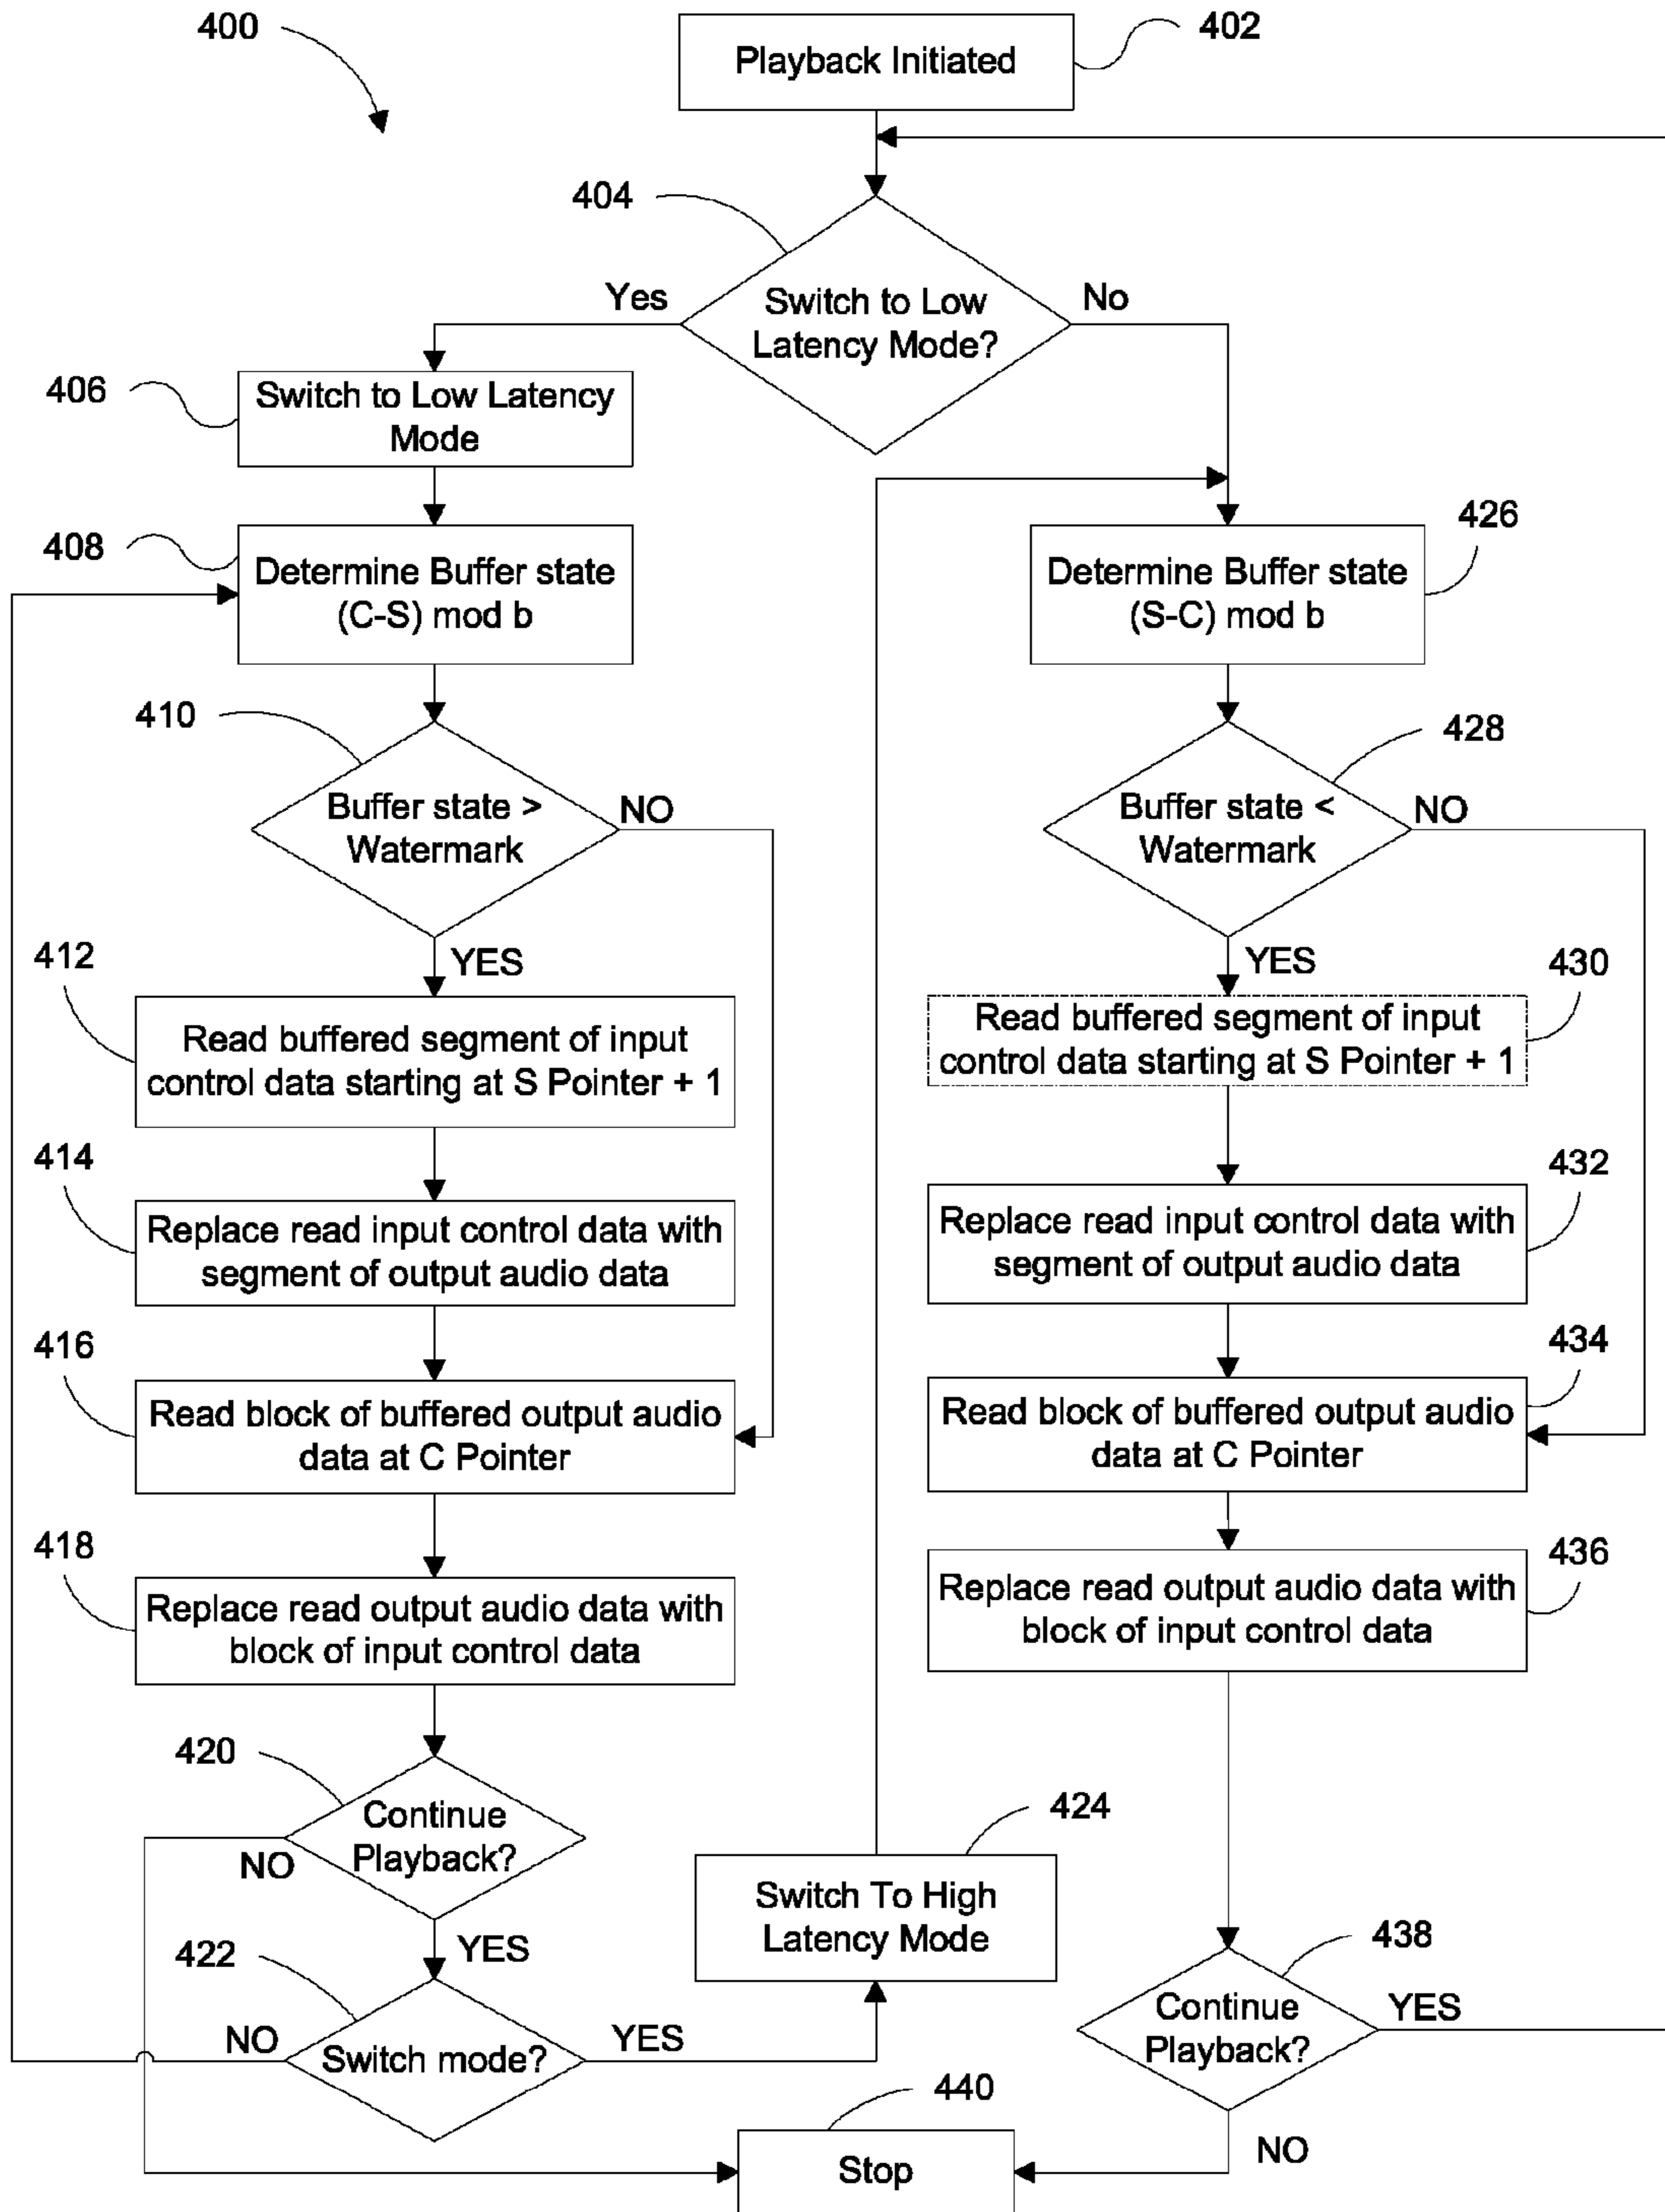 400
Playback Initiated
402
404
Switch to Low
Latency Mode?
Yes
No
406
Switch to Low Latency
Mode
408
Determine Buffer state
(C-S) mod b
426
Determine Buffer state
(S-C) mod b
410
Buffer state >
Watermark
NO
YES
428
Buffer state <
Watermark
NO
YES
412
Read buffered segment of input
control data starting at S Pointer + 1
430
Read buffered segment of input
control data starting at S Pointer + 1
414
Replace read input control data with
segment of output audio data
432
Replace read input control data with
segment of output audio data
416
Read block of buffered output audio
data at C Pointer
434
Read block of buffered output audio
data at C Pointer
418
Replace read output audio data with
block of input control data
436
Replace read output audio data with
block of input control data
420
Continue
Playback?
NO
YES
424
Switch To High
Latency Mode
422
Switch mode?
NO
YES
438
Continue
Playback?
YES
NO
440
Stop